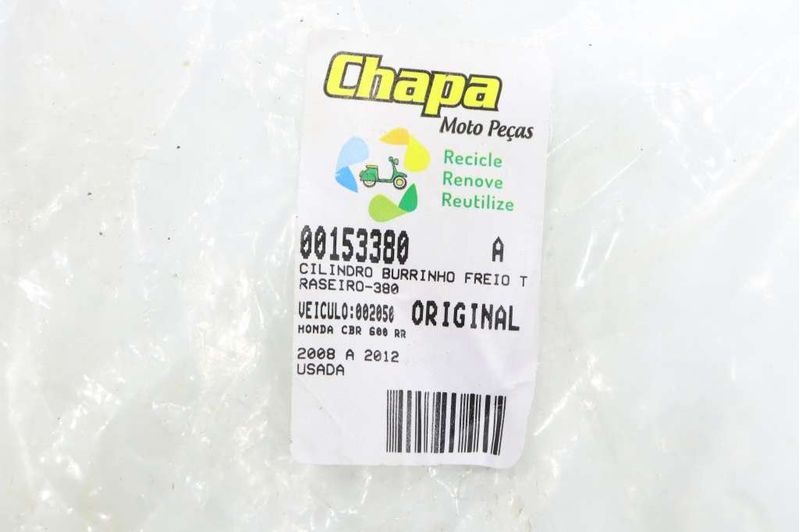 Chapa
Moto Peças
Recicle
Renove
Reutilize
00153380 A
CILINDRO BURRINHO FREIO T
RASEIRO-380
VEICULO:002050 ORIGINAL
HONDA CBR 600 RR
2008 A 2012
USADA